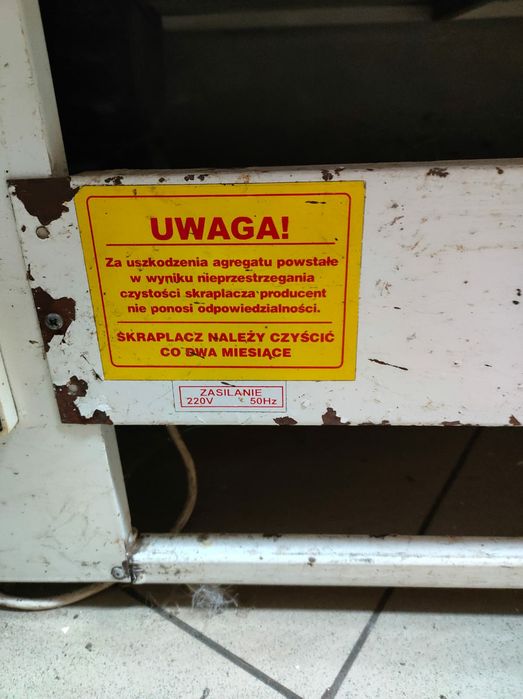 UWAGA!
Za uszkodzenia agregatu powstałe
w wyniku nieprzestrzegania
czystości skraplacza producent
nie ponosi odpowiedzialności.
SKRAPLACZ NALEŻY CZYŚCIĆ
CO DWA MIESIĄCE
ZASILANIE
220V 50Hz